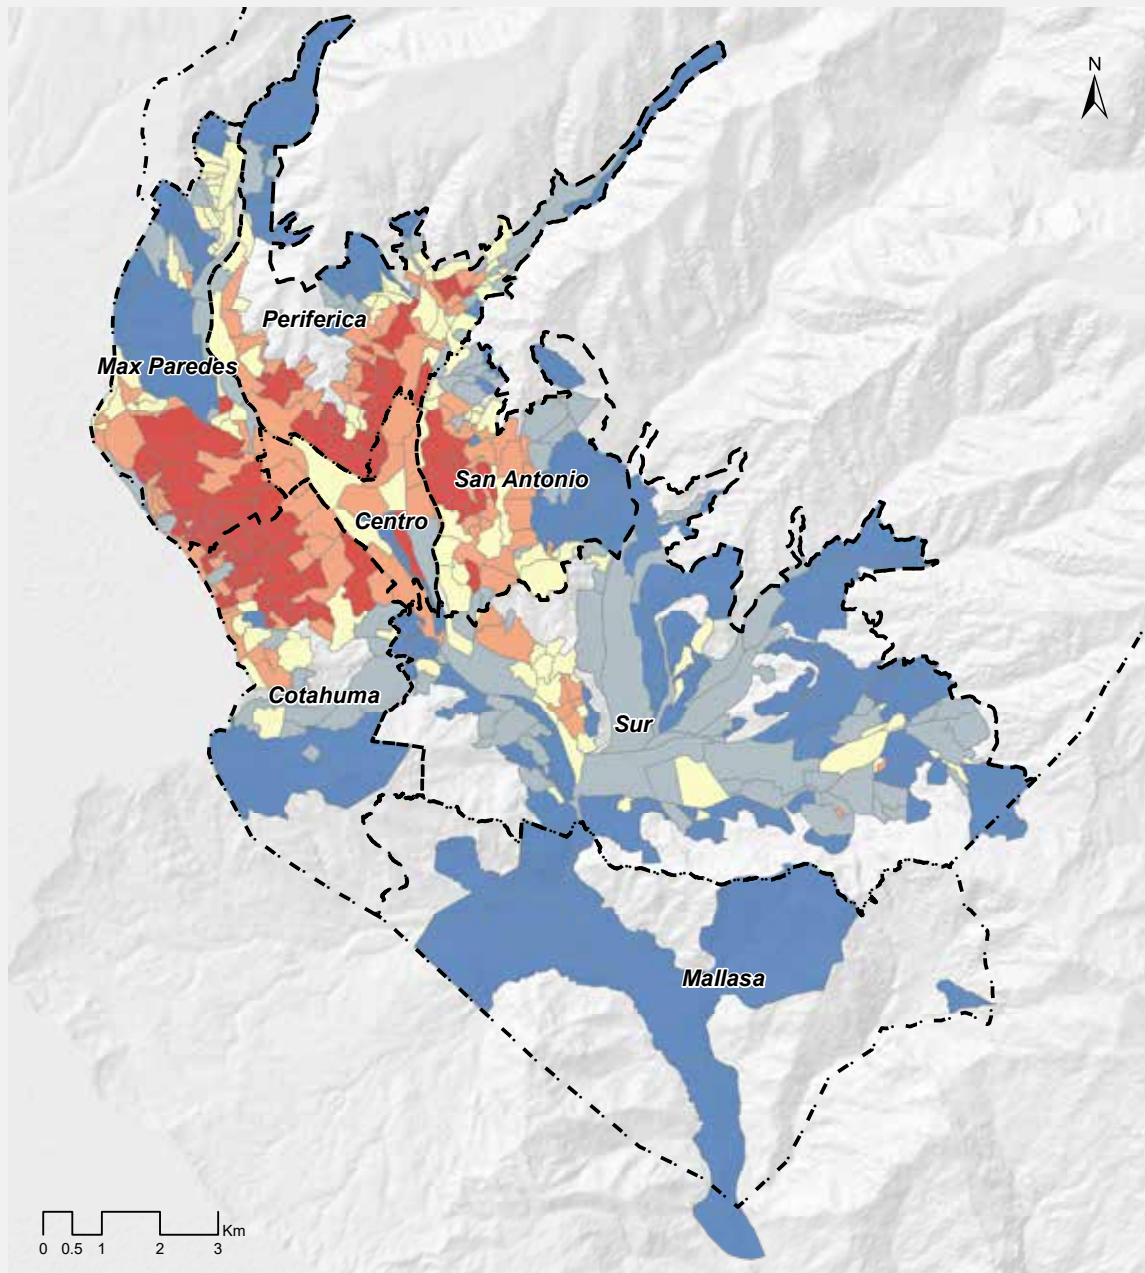 N
Periferica
Max Paredes
San Antonio
Centro
Cotahuma
Sur
Mallasa
Km
0 0.5 1 2 3